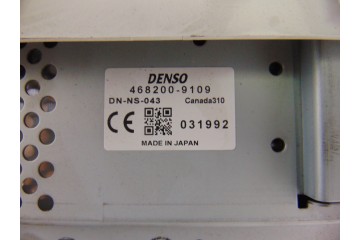 DENSO
468200-9109
DN-NS-043 Canada310
CE 031992
MADE IN JAPAN